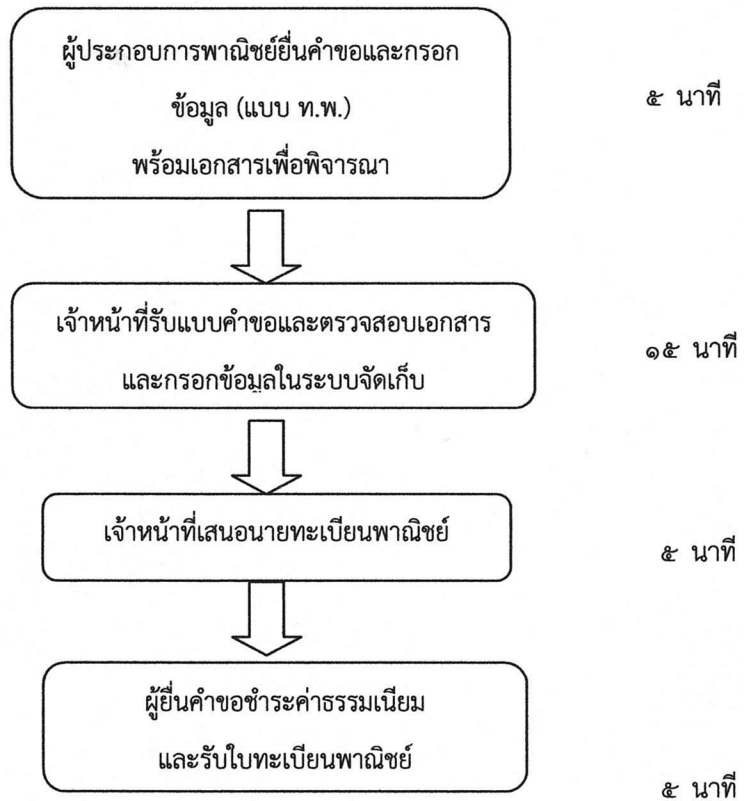 ผู้ประกอบการพาณิชย์ยื่นคำขอและกรอก
ข้อมูล (แบบ ท.พ.)
พร้อมเอกสารเพื่อพิจารณา
๕ นาที
เจ้าหน้าที่รับแบบคำขอและตรวจสอบเอกสาร
และกรอกข้อมูลในระบบจัดเก็บ
๑๕ นาที
เจ้าหน้าที่เสนอนายทะเบียนพาณิชย์
๕ นาที
ผู้ยื่นคำขอชำระค่าธรรมเนียม
และรับใบทะเบียนพาณิชย์
๕ นาที